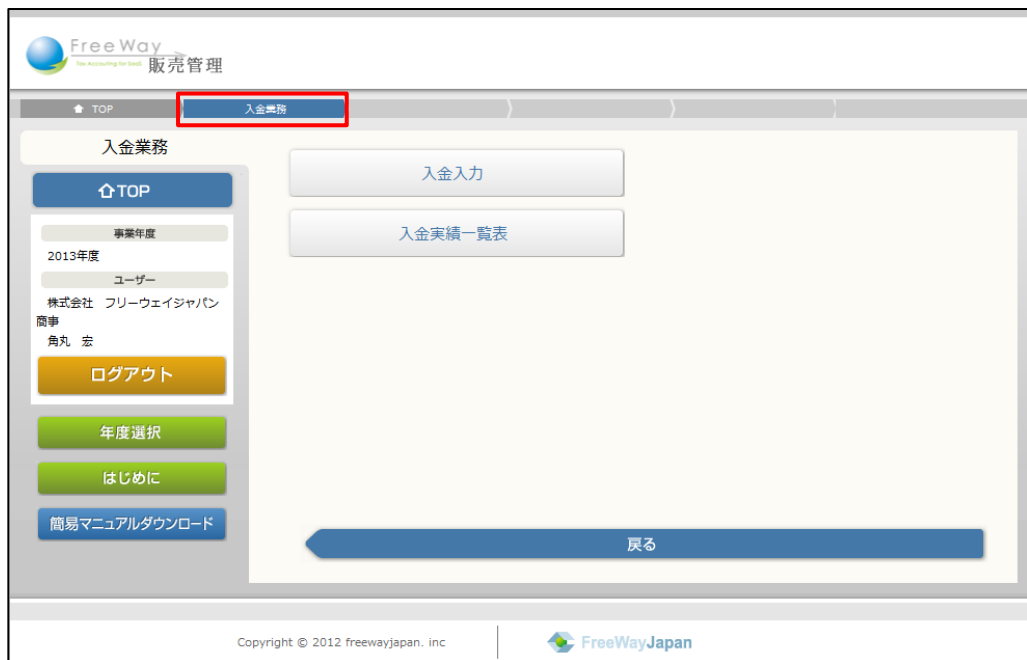 FreeWay
Tax Accounting for SaaS
販売管理
TOP
入金業務
入金業務
TOP
事業年度
2013年度
ユーザー
株式会社 フリーウェイジャパン
商事
角丸 宏
ログアウト
年度選択
はじめに
簡易マニュアルダウンロード
入金入力
入金実績一覧表
戻る
Copyright © 2012 freewayjapan. inc
FreeWayJapan